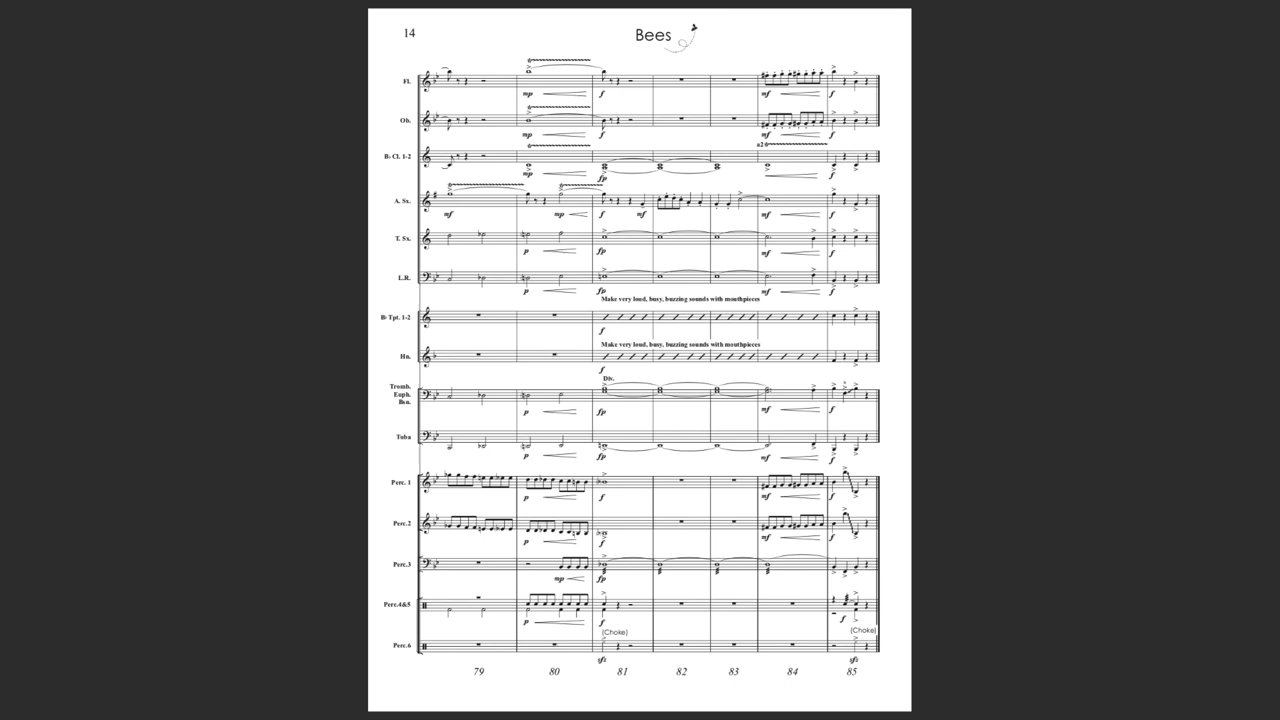 14
Bees
Fl.
mp
f
mf
f
Ob.
mp
f
mf
f
a2
B♭ Cl. 1-2
mp
fp
f
A. Sx.
mf
mp
f
mf
mf
f
T. Sx.
p
fp
mf
f
L.R.
p
fp
mf
f
Make very loud, busy, buzzing sounds with mouthpieces
B♭ Tpt. 1-2
f
Make very loud, busy, buzzing sounds with mouthpieces
Hn.
f
Div.
Tromb.
Euph.
Bsn.
p
fp
mf
f
Tuba
p
fp
mf
f
Perc. 1
p
f
mf
f
Perc.2
p
f
mf
f
Perc.3
mp
fp
Perc.4&5
p
f
f
(Choke)
(Choke)
Perc.6
sfz
sfz
79 80 81 82 83 84 85